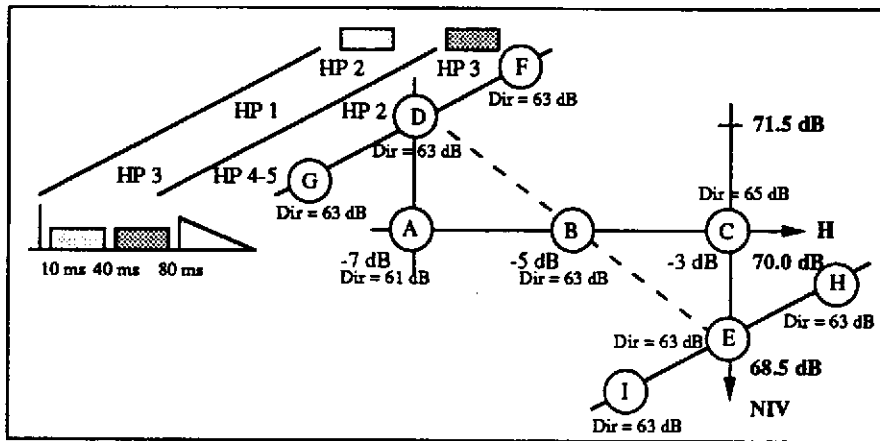 HP 2
HP 3
F
Dir = 63 dB
HP 1
HP 2
D
71.5 dB
Dir = 63 dB
HP 3
HP 4-5
G
Dir = 63 dB
Dir = 65 dB
A
B
C
H
-7 dB
-5 dB
-3 dB
70.0 dB
10 ms
40 ms
80 ms
Dir = 61 dB
Dir = 63 dB
H
Dir = 63 dB
E
Dir = 63 dB
68.5 dB
I
NIV
Dir = 63 dB